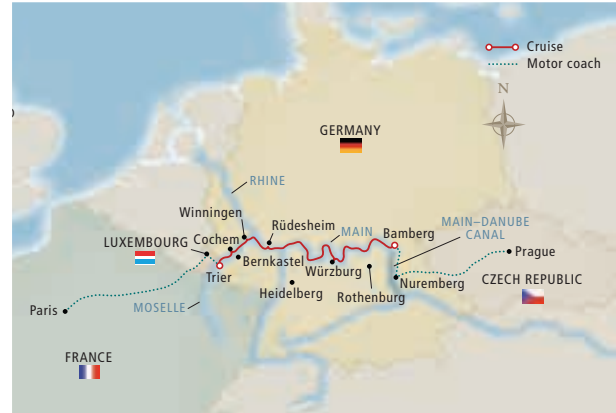 Cruise
Motor coach
N
GERMANY
RHINE
Winningen
Rüdesheim
MAIN
Bamberg
MAIN–DANUBE
CANAL
LUXEMBOURG
Cochem
Bernkastel
Trier
Würzburg
Prague
CZECH REPUBLIC
Nuremberg
Heidelberg
Rothenburg
Paris
MOSELLE
FRANCE